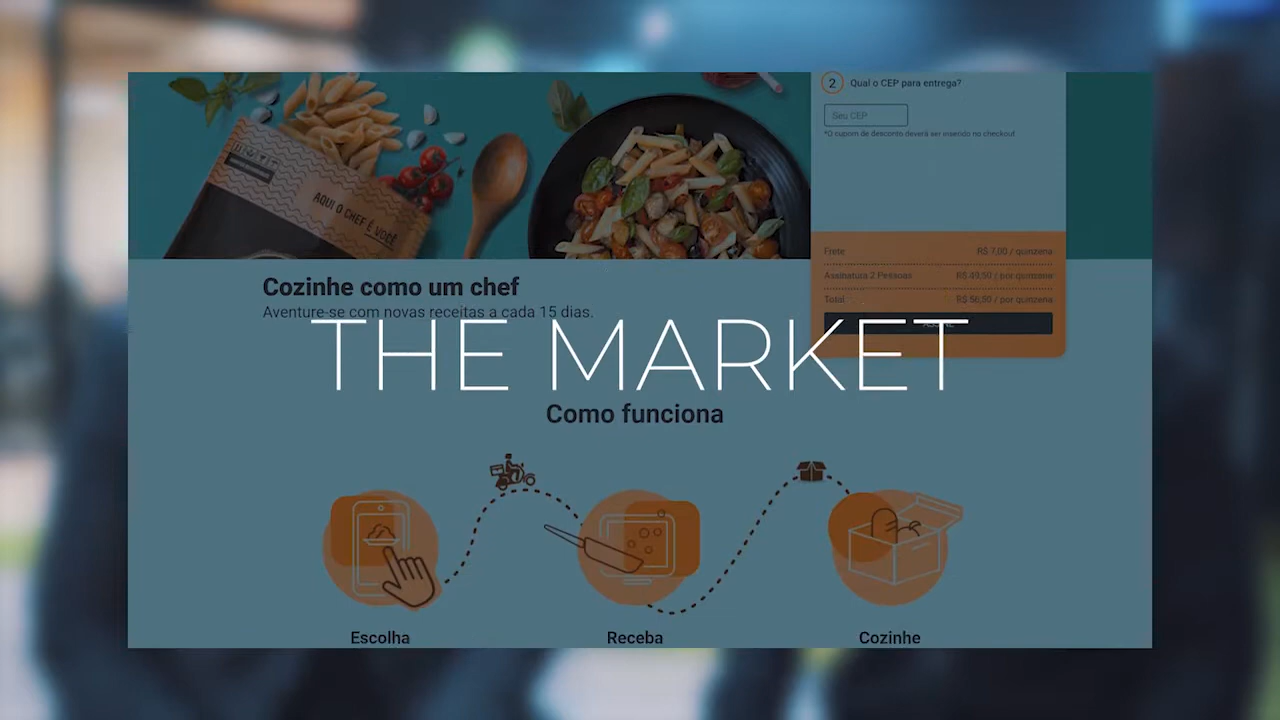 2 Qual o CEP para entrega?
Seu CEP
*O cupom de desconto deverá ser inserido no checkout
AQUI O CHEF É VOCÊ
Frete R$ 7,00 / quinzena
Assinatura 2 Pessoas R$ 49,50 / por quinzena
Total R$ 56,50 / por quinzena
Cozinhe como um chef
Aventure-se com novas receitas a cada 15 dias.
THE MARKET
Como funciona
Escolha
Receba
Cozinhe